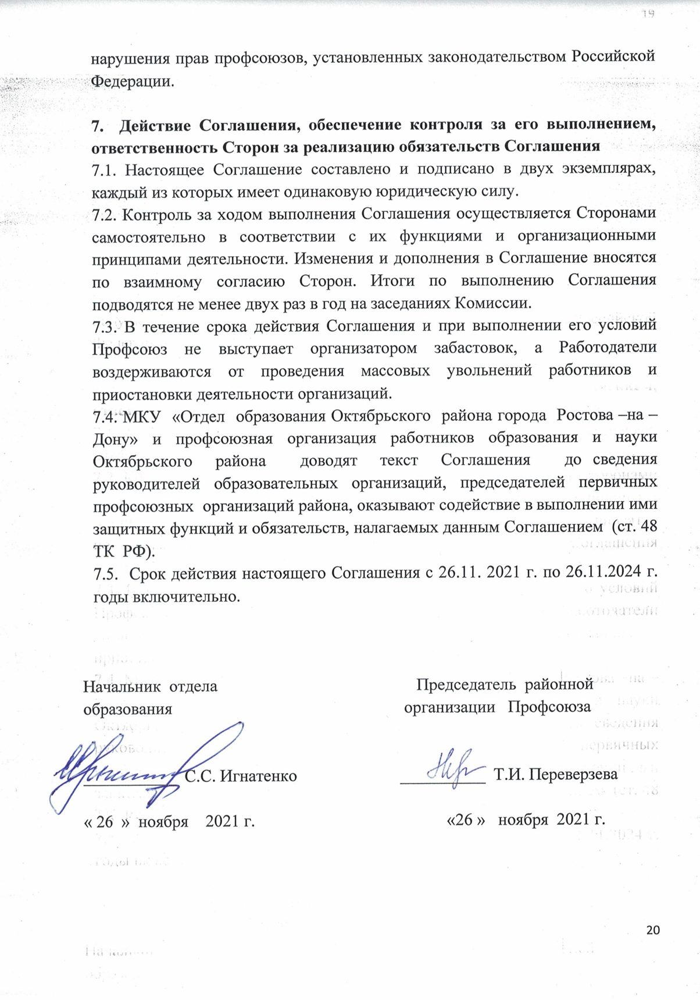 19
нарушения прав профсоюзов, установленных законодательством Российской
Федерации.
7. Действие Соглашения, обеспечение контроля за его выполнением,
ответственность Сторон за реализацию обязательств Соглашения
7.1. Настоящее Соглашение составлено и подписано в двух экземплярах,
каждый из которых имеет одинаковую юридическую силу.
7.2. Контроль за ходом выполнения Соглашения осуществляется Сторонами
самостоятельно в соответствии с их функциями и организационными
принципами деятельности. Изменения и дополнения в Соглашение вносятся
по взаимному согласию Сторон. Итоги по выполнению Соглашения
подводятся не менее двух раз в год на заседаниях Комиссии.
7.3. В течение срока действия Соглашения и при выполнении его условий
Профсоюз не выступает организатором забастовок, а Работодатели
воздерживаются от проведения массовых увольнений работников и
приостановки деятельности организаций.
7.4. МКУ «Отдел образования Октябрьского района города Ростова –на –
Дону» и профсоюзная организация работников образования и науки
Октябрьского района доводят текст Соглашения до сведения
руководителей образовательных организаций, председателей первичных
профсоюзных организаций района, оказывают содействие в выполнении ими
защитных функций и обязательств, налагаемых данным Соглашением (ст. 48
ТК РФ).
7.5. Срок действия настоящего Соглашения с 26.11. 2021 г. по 26.11.2024 г.
годы включительно.
Начальник отдела
образования
С.С. Игнатенко
« 26 » ноября 2021 г.
Председатель районной
организации Профсоюза
Т.И. Переверзева
«26 » ноября 2021 г.
20